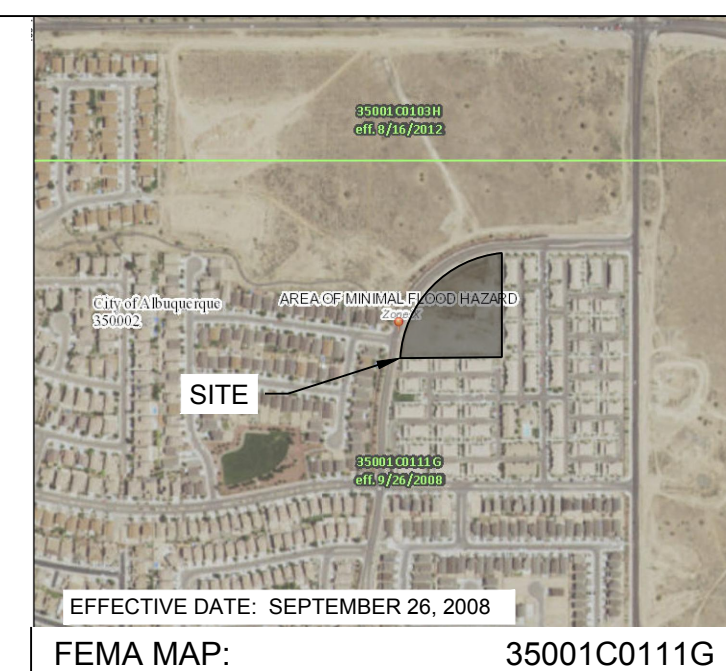 35001C0103H
eff. 8/16/2012
City of Albuquerque
350002
AREA OF MINIMAL FLOOD HAZARD
Zone X
SITE
35001C0111G
eff. 9/26/2008
EFFECTIVE DATE: SEPTEMBER 26, 2008
FEMA MAP: 35001C0111G